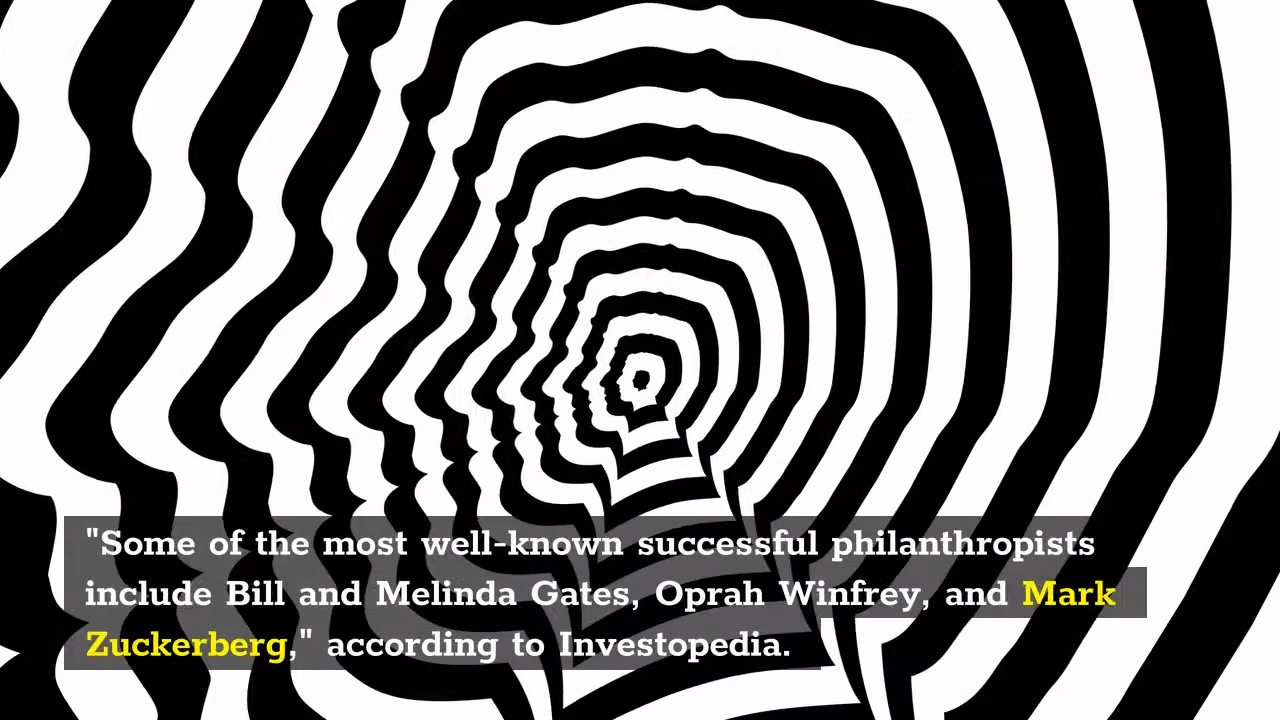 "Some of the most well-known successful philanthropists
include Bill and Melinda Gates, Oprah Winfrey, and Mark
Zuckerberg," according to Investopedia.